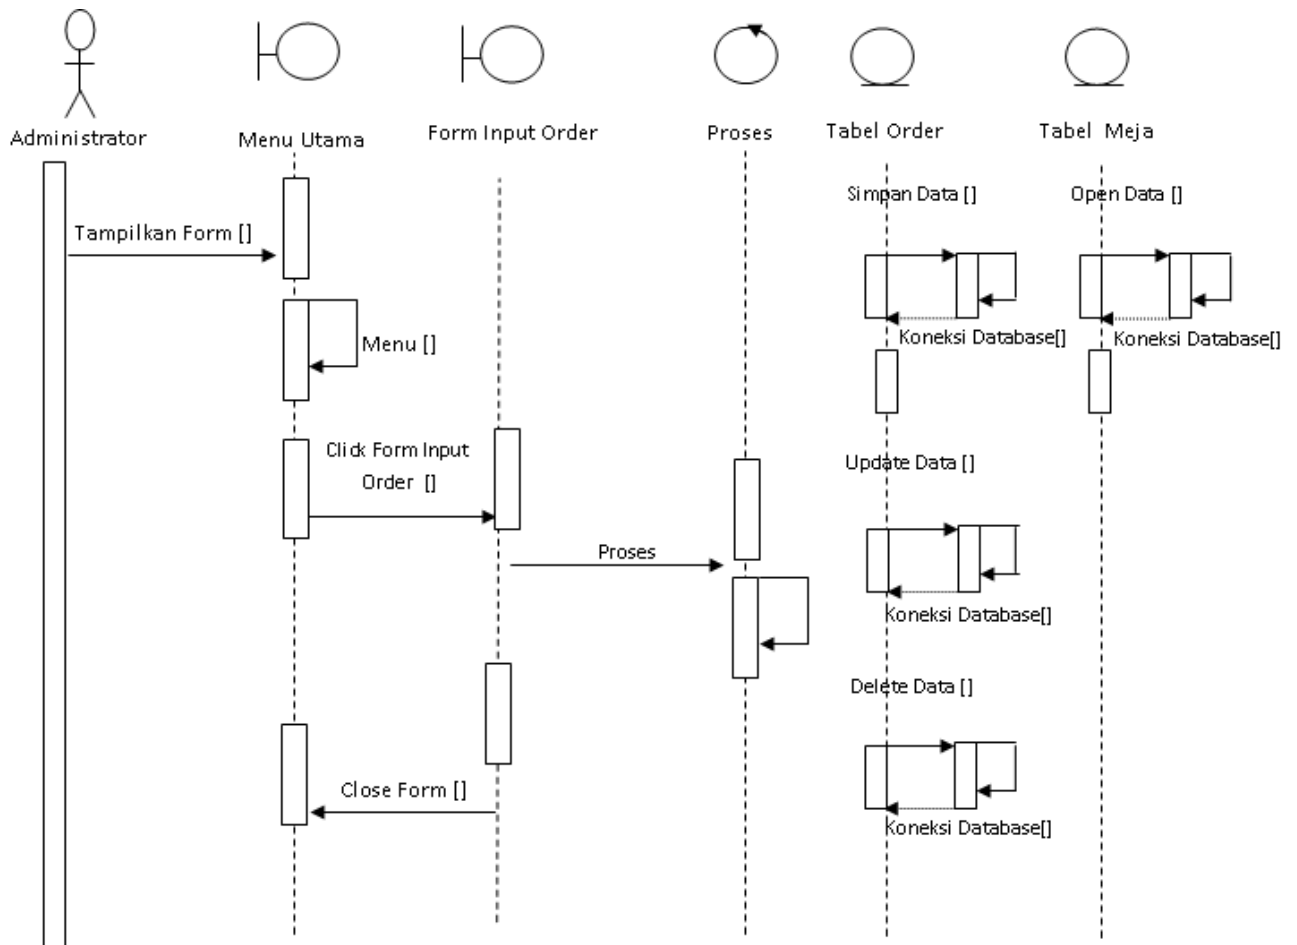 Administrator
Menu Utama
Form Input Order
Proses
Tabel Order
Tabel Meja
Simpan Data []
Open Data []
Tampilkan Form []
Koneksi Database[]
Koneksi Database[]
Menu []
Click Form Input
Order []
Update Data []
Proses
Koneksi Database[]
Delete Data []
Close Form []
Koneksi Database[]